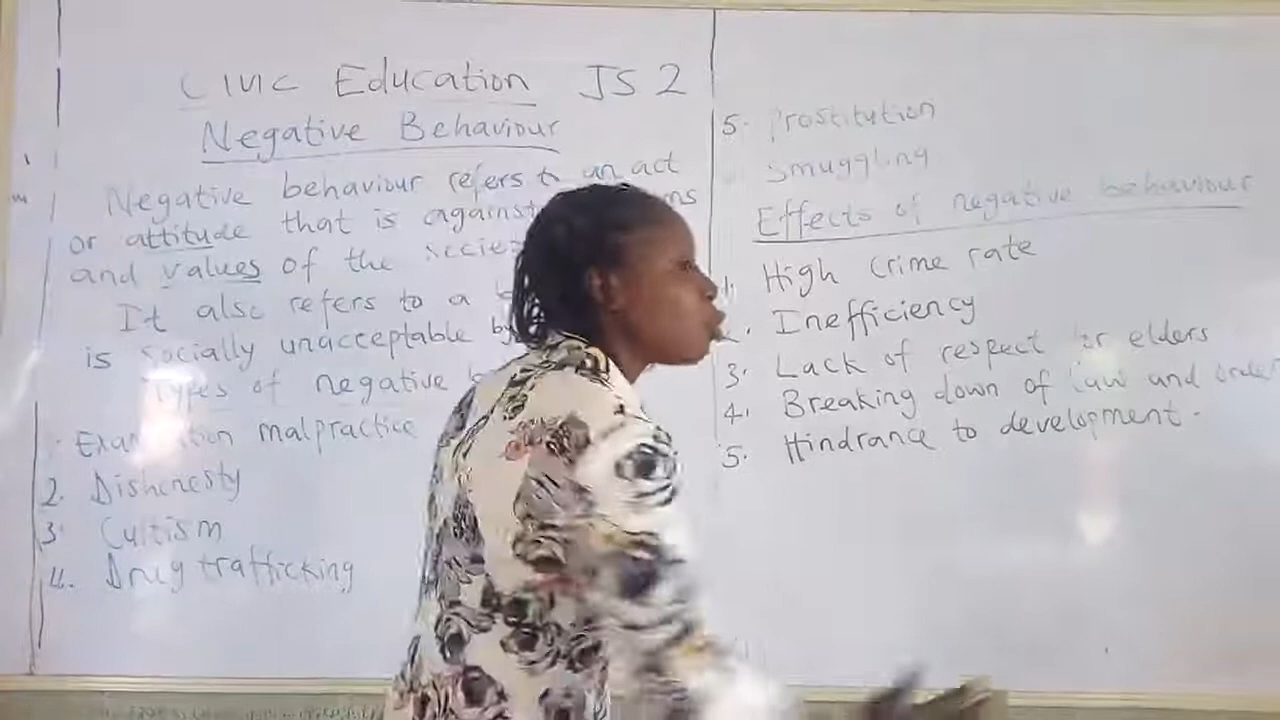 Civic Education JS 2
Negative Behaviour
Negative behaviour refers to an act
or attitude that is against
and values of the
It also refers to a
is socially unacceptable by
Types of negative
Examination malpractice
2. Dishonesty
3. Cultism
4. Drug trafficking
5. Prostitution
Smuggling
Effects of negative behaviour
1. High Crime rate
2. Inefficiency
3. Lack of respect for elders
4. Breaking down of law and order
5. Hindrance to development.